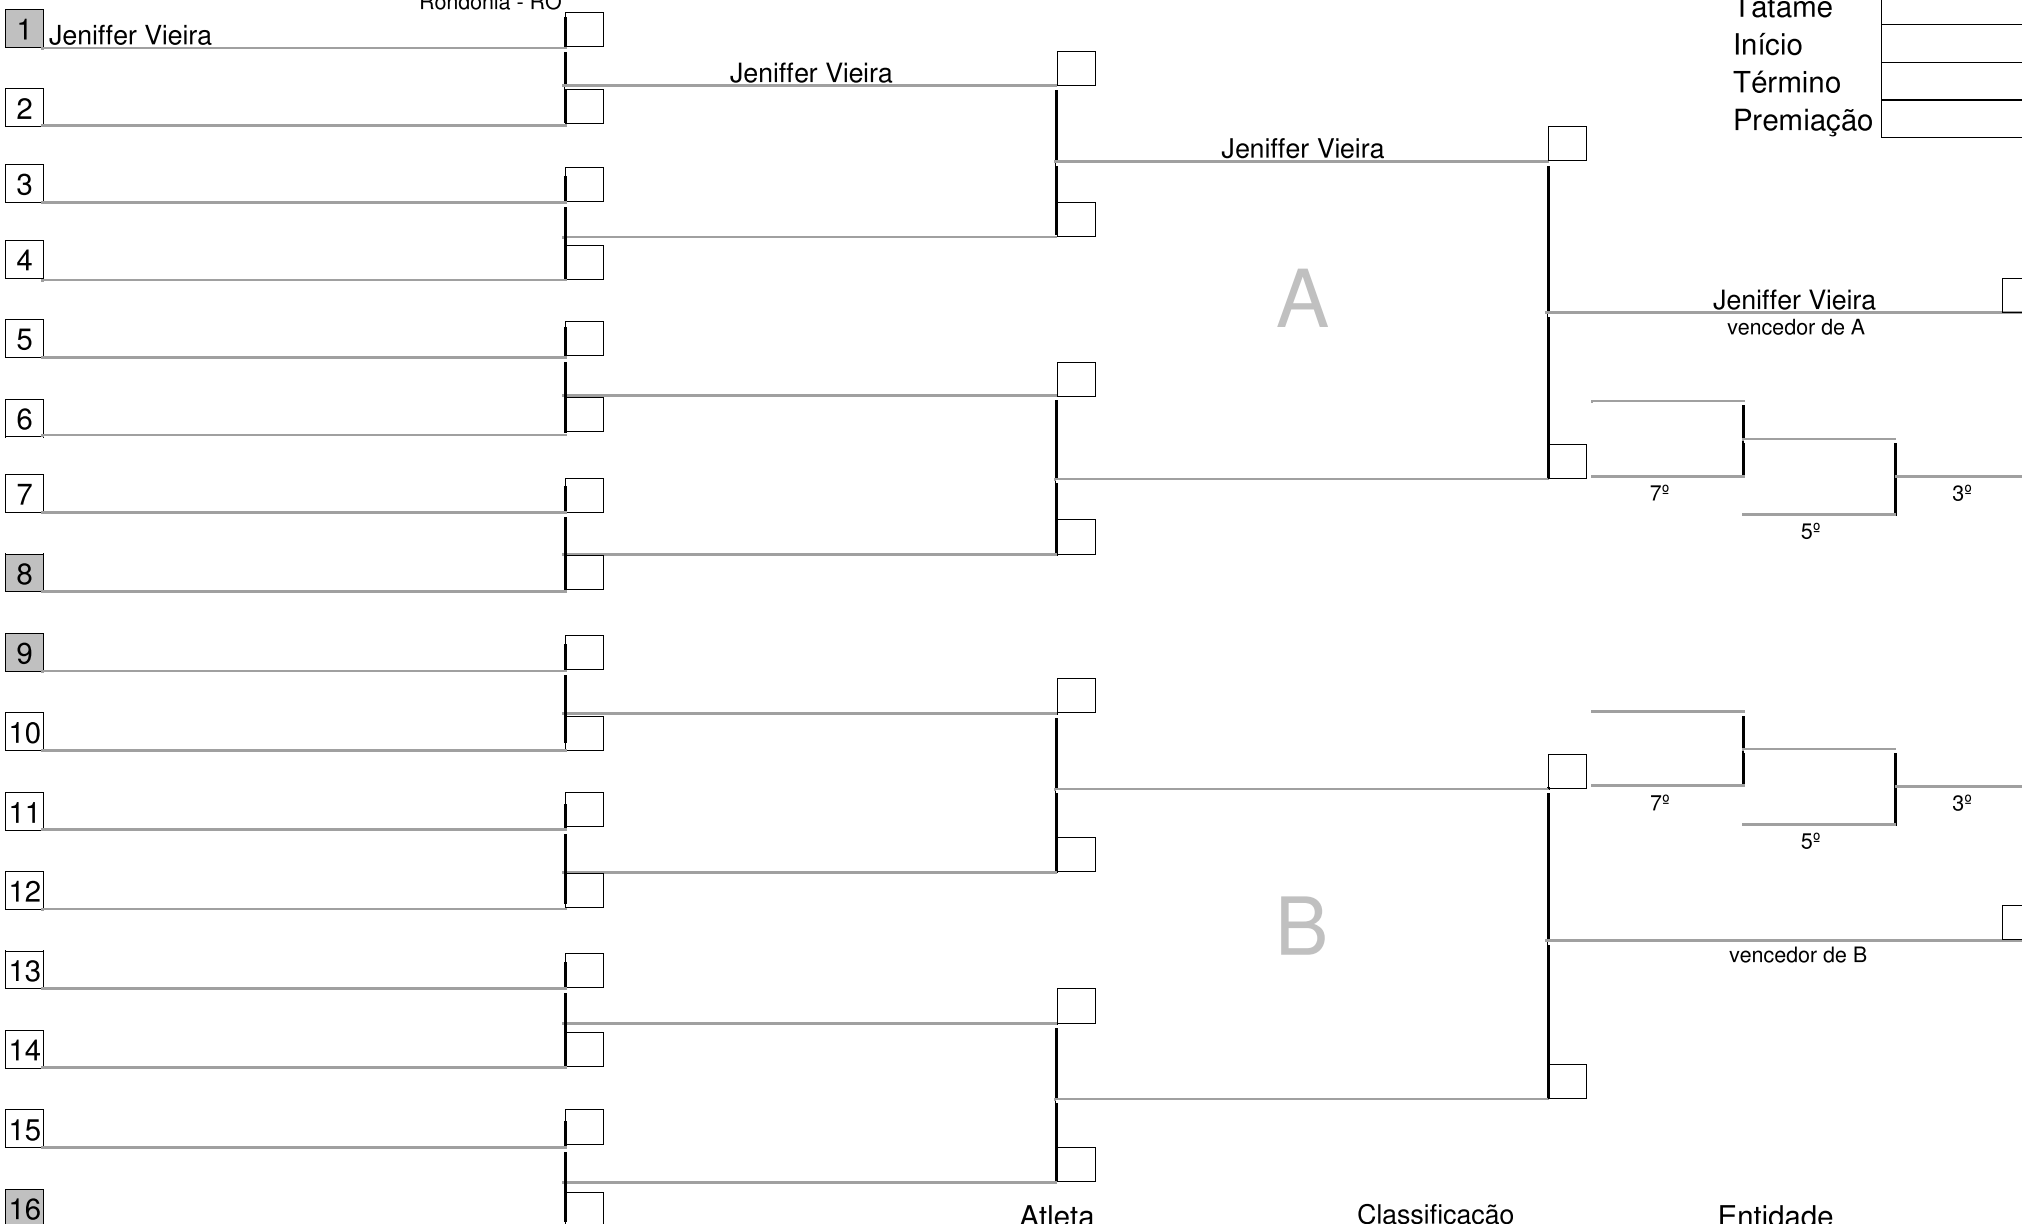 Rondônia - RO
1 Jeniffer Vieira
Tatame
Início
Jeniffer Vieira
Término
2
Premiação
Jeniffer Vieira
3
4
A
Jeniffer Vieira
vencedor de A
5
6
7
7º
3º
5º
8
9
10
11
7º
3º
5º
12
B
vencedor de B
13
14
15
16
Atleta
Classificação
Entidade